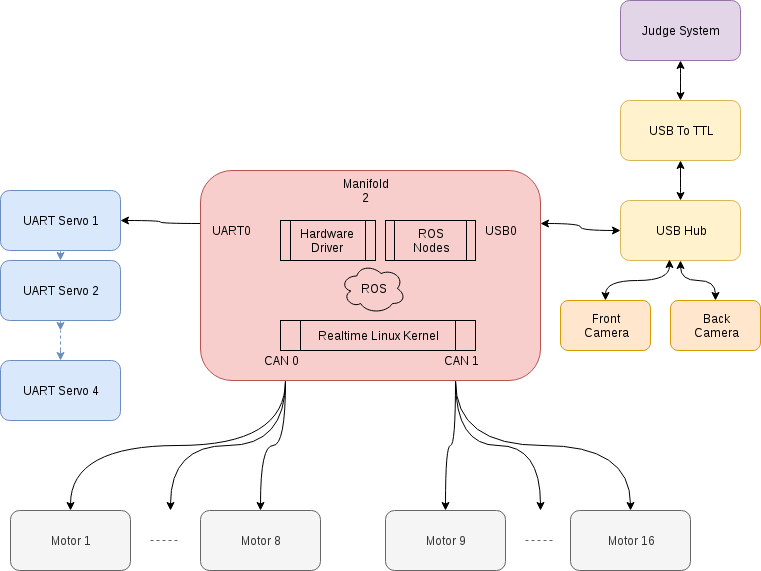 Judge System
USB To TTL
Manifold
2
UART Servo 1
UART0
Hardware
Driver
ROS
Nodes
USB0
USB Hub
UART Servo 2
ROS
Front
Camera
Back
Camera
Realtime Linux Kernel
CAN 0
CAN 1
UART Servo 4
Motor 1
Motor 8
Motor 9
Motor 16